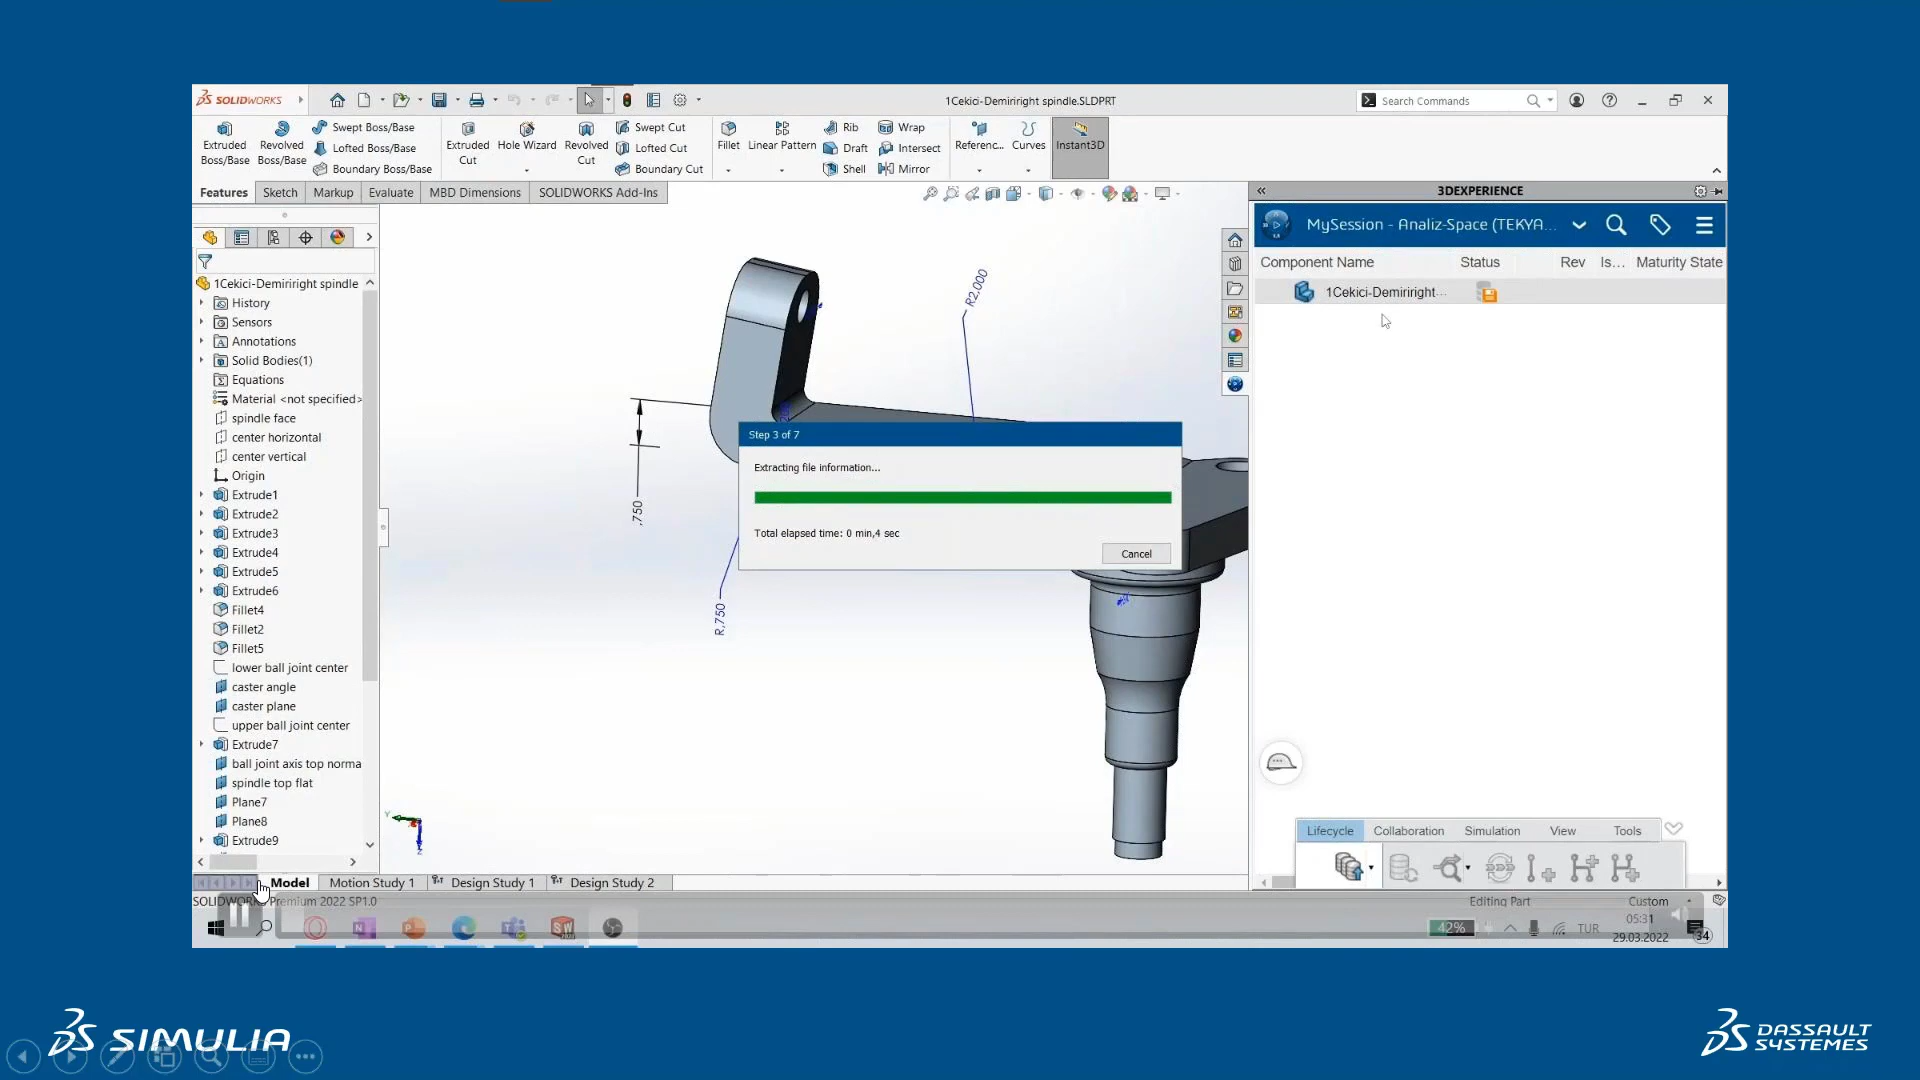 SOLIDWORKS
1Cekici-Demiriright spindle.SLDPRT
Search Commands
Extruded Boss/Base
Revolved Boss/Base
Swept Boss/Base
Lofted Boss/Base
Boundary Boss/Base
Extruded Cut
Hole Wizard
Revolved Cut
Swept Cut
Lofted Cut
Boundary Cut
Fillet
Linear Pattern
Rib
Draft
Shell
Wrap
Intersect
Mirror
Referenc...
Curves
Instant3D
Features
Sketch
Markup
Evaluate
MBD Dimensions
SOLIDWORKS Add-Ins
3DEXPERIENCE
MySession - Analiz-Space (TEKYA...
Component Name
Status
Rev
Is...
Maturity State
1Cekici-Demiriright...
1Cekici-Demiriright spindle
History
Sensors
Annotations
Solid Bodies(1)
Equations
Material <not specified>
spindle face
center horizontal
center vertical
Origin
Extrude1
Extrude2
Extrude3
Extrude4
Extrude5
Extrude6
Fillet4
Fillet2
Fillet5
lower ball joint center
caster angle
caster plane
upper ball joint center
Extrude7
ball joint axis top norma
spindle top flat
Plane7
Plane8
Extrude9
R2,000
,750
R,750
Step 3 of 7
Extracting file information...
Total elapsed time: 0 min,4 sec
Cancel
Y
Z
Lifecycle
Collaboration
Simulation
View
Tools
Model
Motion Study 1
Design Study 1
Design Study 2
SOLIDWORKS Premium 2022 SP1.0
Editing Part
Custom
42%
TUR
05:31
29.03.2022
34
SIMULIA
DASSAULT
SYSTEMES